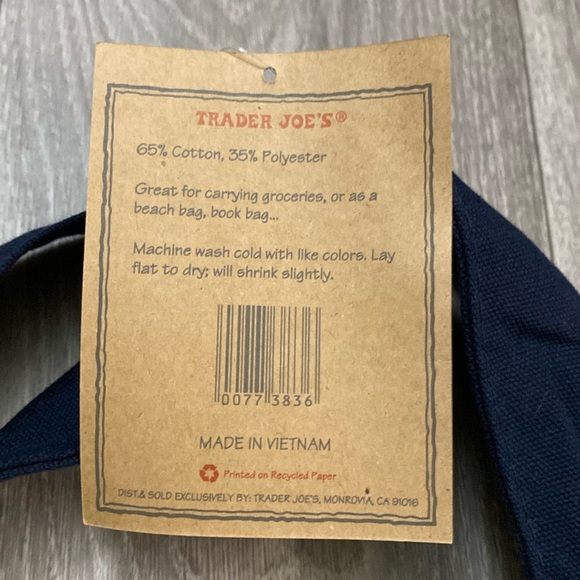 TRADER JOE'S®
65% Cotton, 35% Polyester
Great for carrying groceries, or as a
beach bag, book bag...
Machine wash cold with like colors. Lay
flat to dry; will shrink slightly.
0077 3836
MADE IN VIETNAM
Printed on Recycled Paper
DIST.& SOLD EXCLUSIVELY BY: TRADER JOE'S, MONROVIA, CA 91016